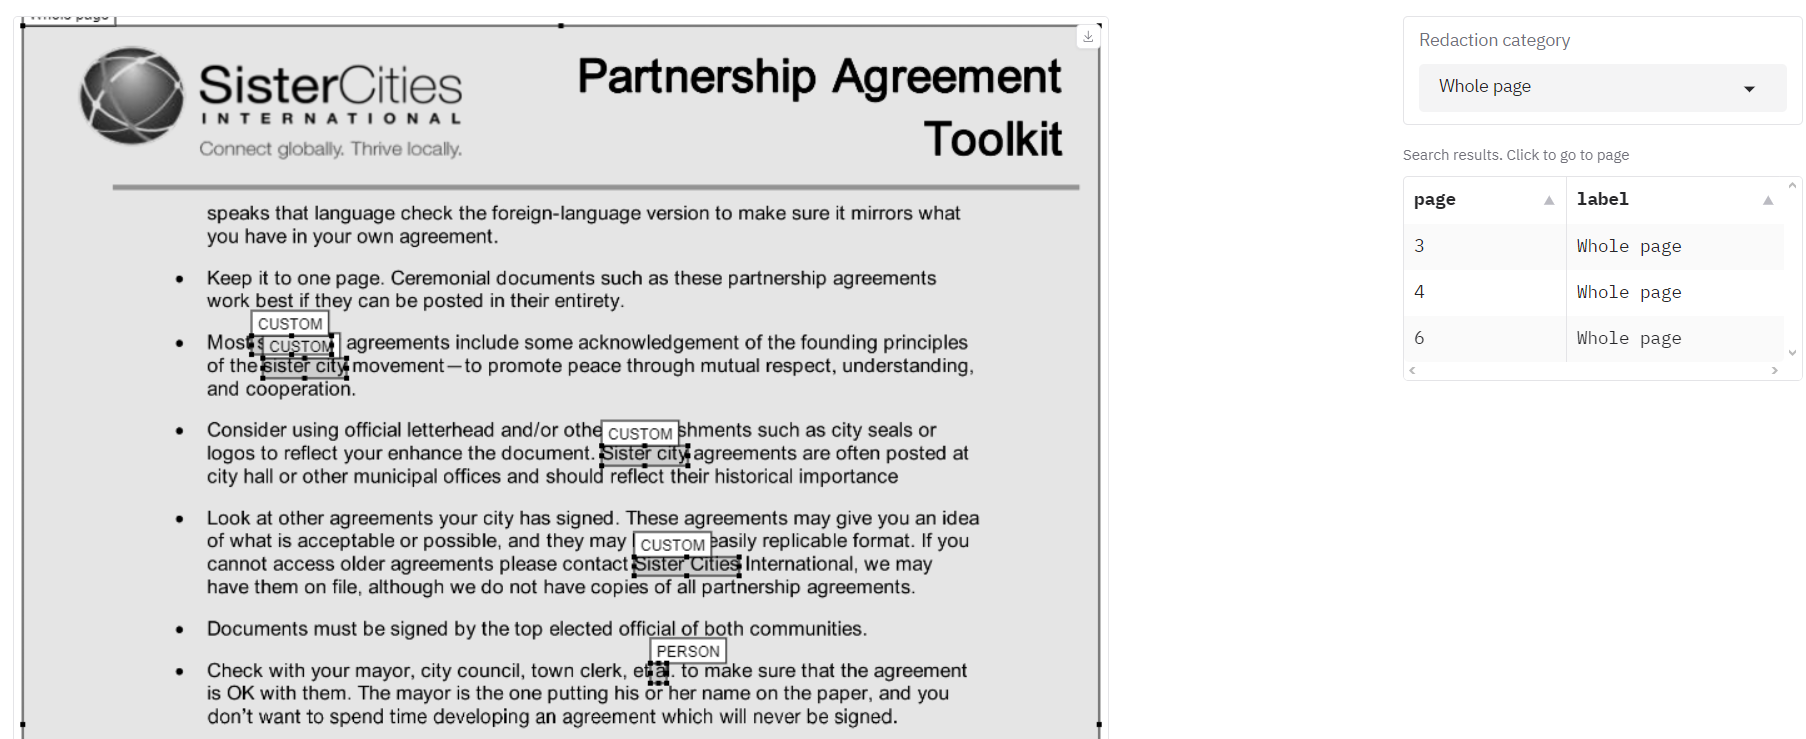 Whole page
SisterCities
INTERNATIONAL
Connect globally. Thrive locally.
Partnership Agreement
Toolkit
speaks that language check the foreign-language version to make sure it mirrors what
you have in your own agreement.
• Keep it to one page. Ceremonial documents such as these partnership agreements
work best if they can be posted in their entirety.
CUSTOM
• Most s CUSTOM agreements include some acknowledgement of the founding principles
of the sister city movement—to promote peace through mutual respect, understanding,
and cooperation.
• Consider using official letterhead and/or othe CUSTOM shments such as city seals or
logos to reflect your enhance the document. Sister city agreements are often posted at
city hall or other municipal offices and should reflect their historical importance
• Look at other agreements your city has signed. These agreements may give you an idea
of what is acceptable or possible, and they may CUSTOM easily replicable format. If you
cannot access older agreements please contact Sister Cities International, we may
have them on file, although we do not have copies of all partnership agreements.
• Documents must be signed by the top elected official of both communities.
PERSON
• Check with your mayor, city council, town clerk, et al. to make sure that the agreement
is OK with them. The mayor is the one putting his or her name on the paper, and you
don't want to spend time developing an agreement which will never be signed.
Redaction category
Whole page
Search results. Click to go to page
page label
3 Whole page
4 Whole page
6 Whole page